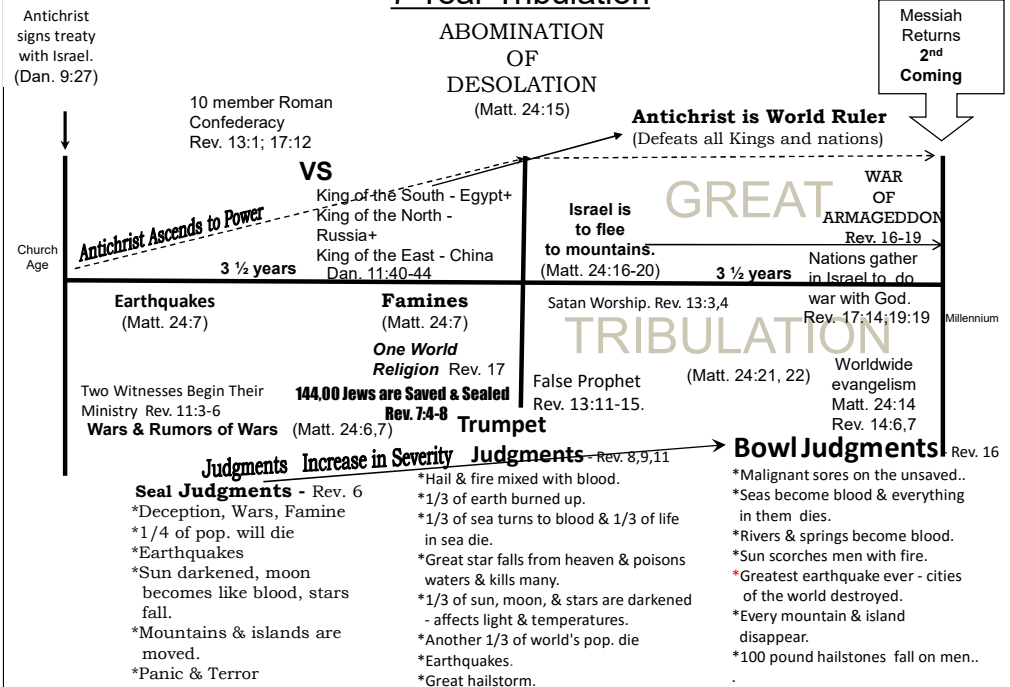 7 Year Tribulation
Antichrist
signs treaty
with Israel.
(Dan. 9:27)
ABOMINATION
OF
DESOLATION
(Matt. 24:15)
Messiah
Returns
2nd
Coming
10 member Roman
Confederacy
Rev. 13:1; 17:12
VS
Antichrist is World Ruler
(Defeats all Kings and nations)
Antichrist Ascends to Power
King of the South - Egypt+
King of the North -
Russia+
King of the East - China
Dan. 11:40-44
Church
Age
3 ½ years
Israel is
to flee
to mountains.
(Matt. 24:16-20)
GREAT
3 ½ years
WAR
OF
ARMAGEDDON
Rev. 16-19
Nations gather
in Israel to do
war with God.
Rev. 17:14;19:19
Millennium
Earthquakes
(Matt. 24:7)
Famines
(Matt. 24:7)
Satan Worship. Rev. 13:3,4
TRIBULATION
One World
Religion Rev. 17
Two Witnesses Begin Their
Ministry Rev. 11:3-6
144,00 Jews are Saved & Sealed
Rev. 7:4-8
False Prophet
Rev. 13:11-15.
(Matt. 24:21, 22)
Worldwide
evangelism
Matt. 24:14
Rev. 14:6,7
Wars & Rumors of Wars (Matt. 24:6,7)
Judgments Increase in Severity
Seal Judgments - Rev. 6
*Deception, Wars, Famine
*1/4 of pop. will die
*Earthquakes
*Sun darkened, moon
becomes like blood, stars
fall.
*Mountains & islands are
moved.
*Panic & Terror
Trumpet
Judgments - Rev. 8,9,11
*Hail & fire mixed with blood.
*1/3 of earth burned up.
*1/3 of sea turns to blood & 1/3 of life
in sea die.
*Great star falls from heaven & poisons
waters & kills many.
*1/3 of sun, moon, & stars are darkened
- affects light & temperatures.
*Another 1/3 of world's pop. die
*Earthquakes.
*Great hailstorm.
Bowl Judgments - Rev. 16
*Malignant sores on the unsaved..
*Seas become blood & everything
in them dies.
*Rivers & springs become blood.
*Sun scorches men with fire.
*Greatest earthquake ever - cities
of the world destroyed.
*Every mountain & island
disappear.
*100 pound hailstones fall on men..
.